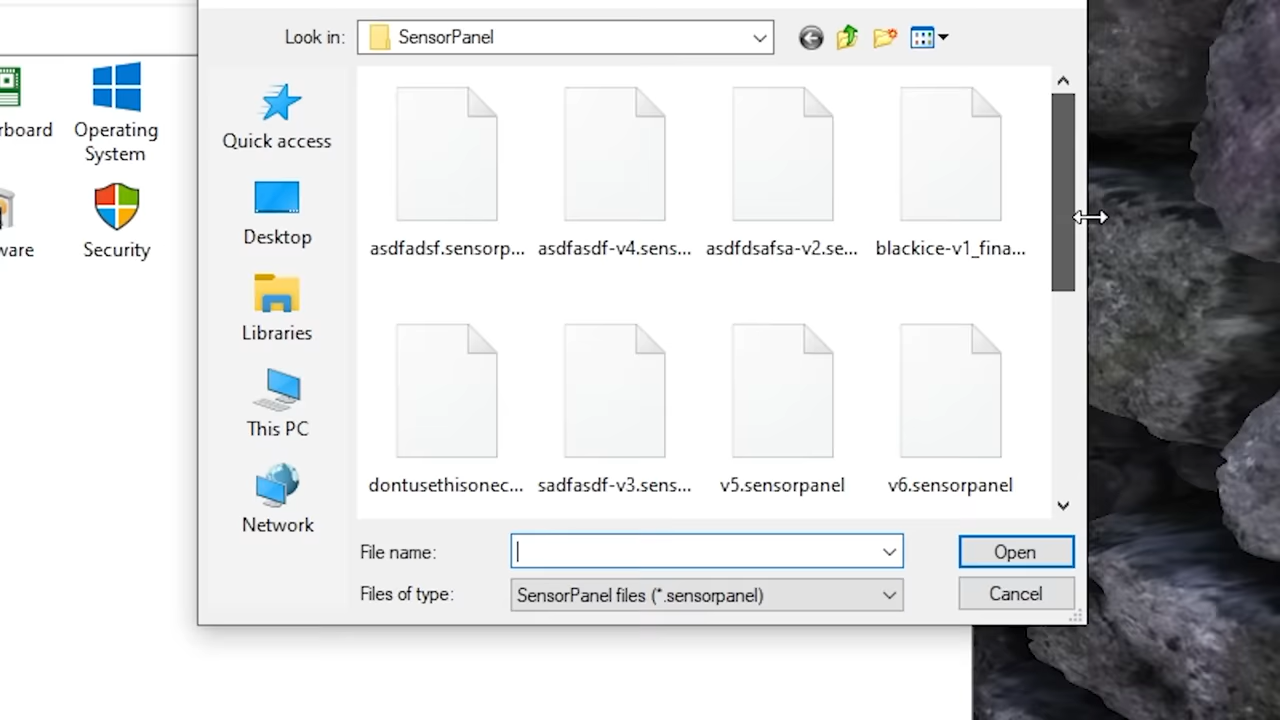 Look in:
SensorPanel
rboard
Operating
System
ware
Security
Quick access
Desktop
Libraries
This PC
Network
asdfadsf.sensorp...
asdfasdf-v4.sens...
asdfdsafsa-v2.se...
blackice-v1_fina...
dontusethisonec...
sadfasdf-v3.sens...
v5.sensorpanel
v6.sensorpanel
File name:
Open
Files of type:
SensorPanel files (*.sensorpanel)
Cancel